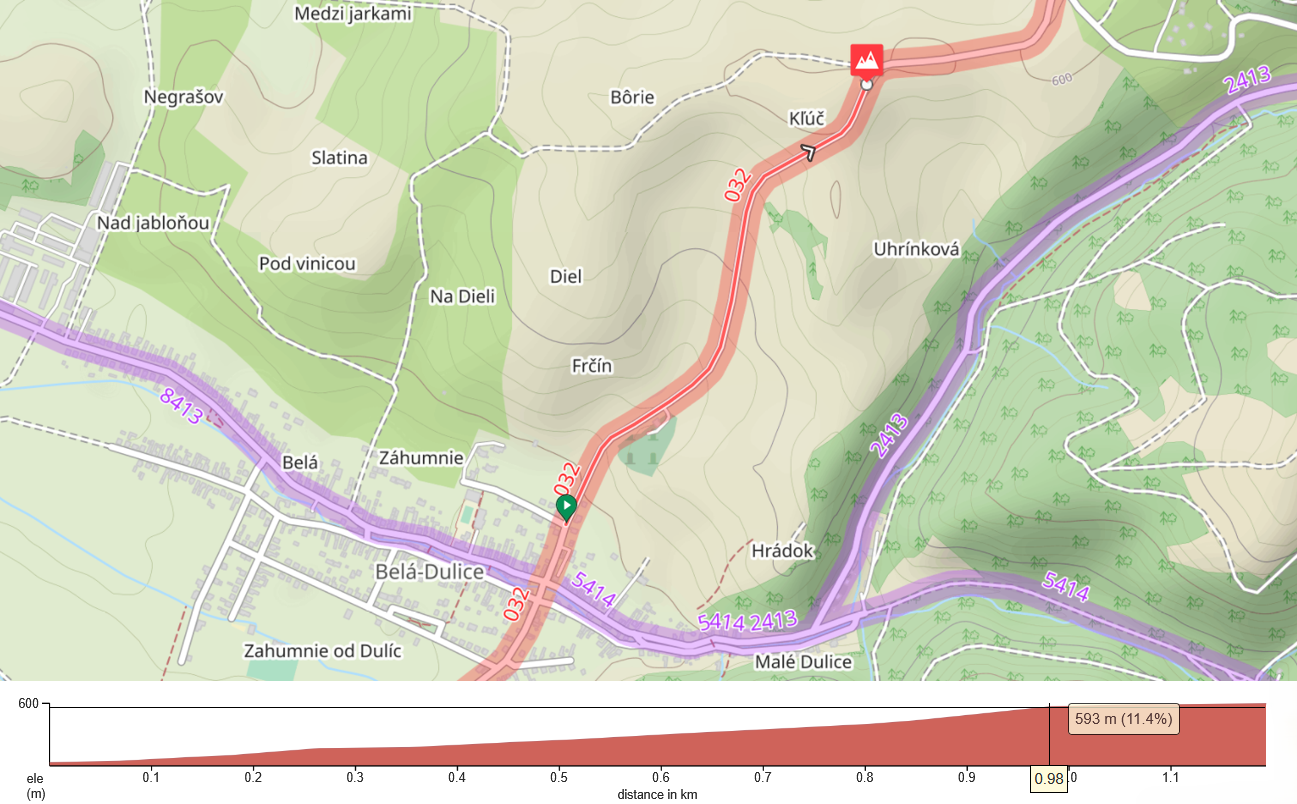 Medzi jarkami
Negrašov
Bôrie
Kľúč
600
2413
Slatina
032
Nad jabloňou
Uhrínková
Pod vinicou
Diel
Na Dieli
Frčín
8413
2413
Belá
Záhumnie
032
Hrádok
Belá-Dulice
5414
5414
032
5414 2413
Zahumnie od Dulíc
Malé Dulice
600
593 m (11.4%)
ele
(m)
0.1 0.2 0.3 0.4 0.5 0.6 0.7 0.8 0.9 0.98 .0 1.1
distance in km